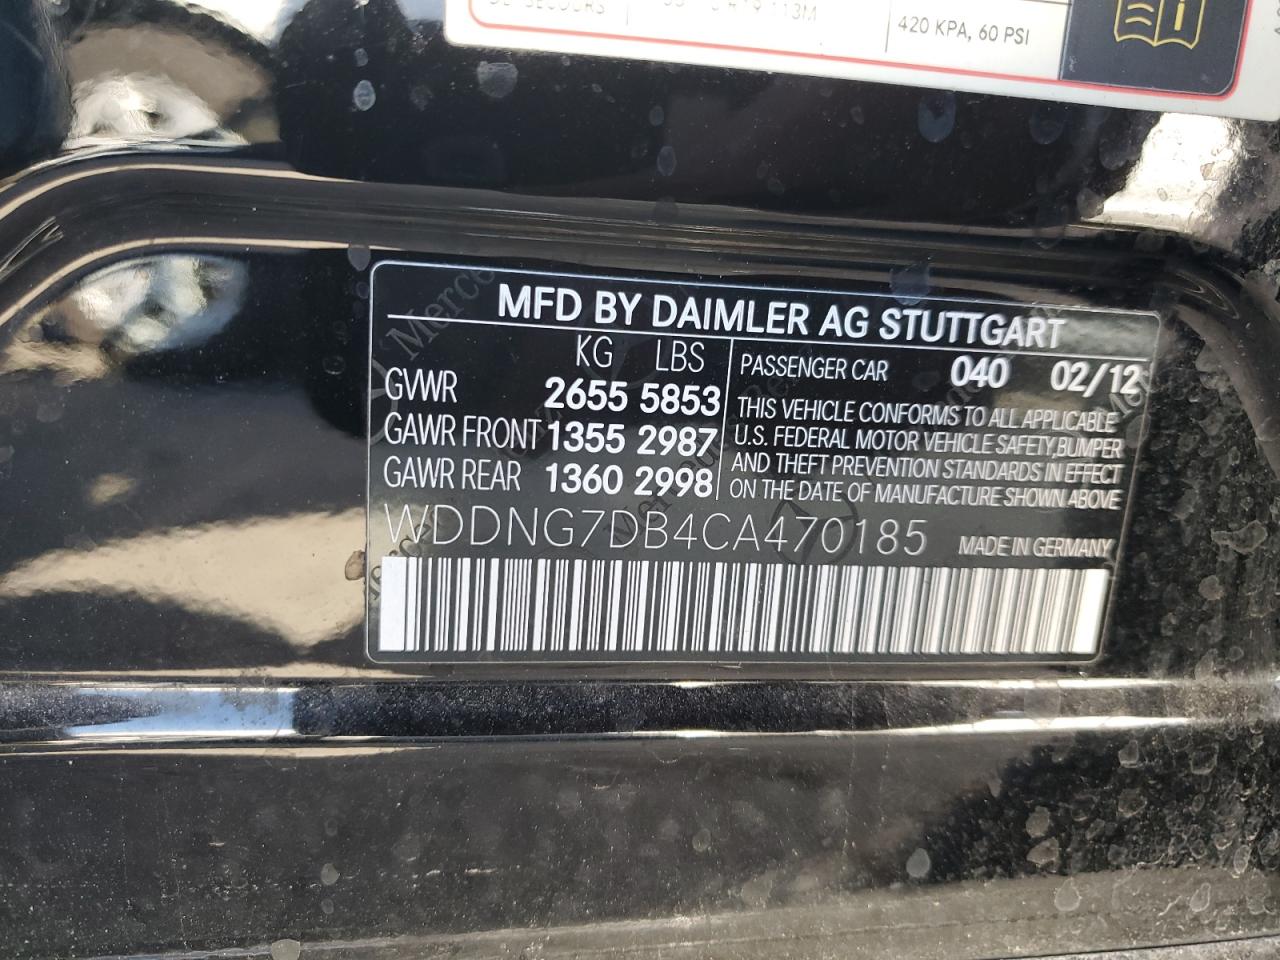 DE SECOURS
420 KPA, 60 PSI
MFD BY DAIMLER AG STUTTGART
KG LBS
PASSENGER CAR 040 02/12
GVWR 2655 5853
GAWR FRONT 1355 2987
GAWR REAR 1360 2998
THIS VEHICLE CONFORMS TO ALL APPLICABLE
U.S. FEDERAL MOTOR VEHICLE SAFETY, BUMPER
AND THEFT PREVENTION STANDARDS IN EFFECT
ON THE DATE OF MANUFACTURE SHOWN ABOVE
WDDNG7DB4CA470185 MADE IN GERMANY